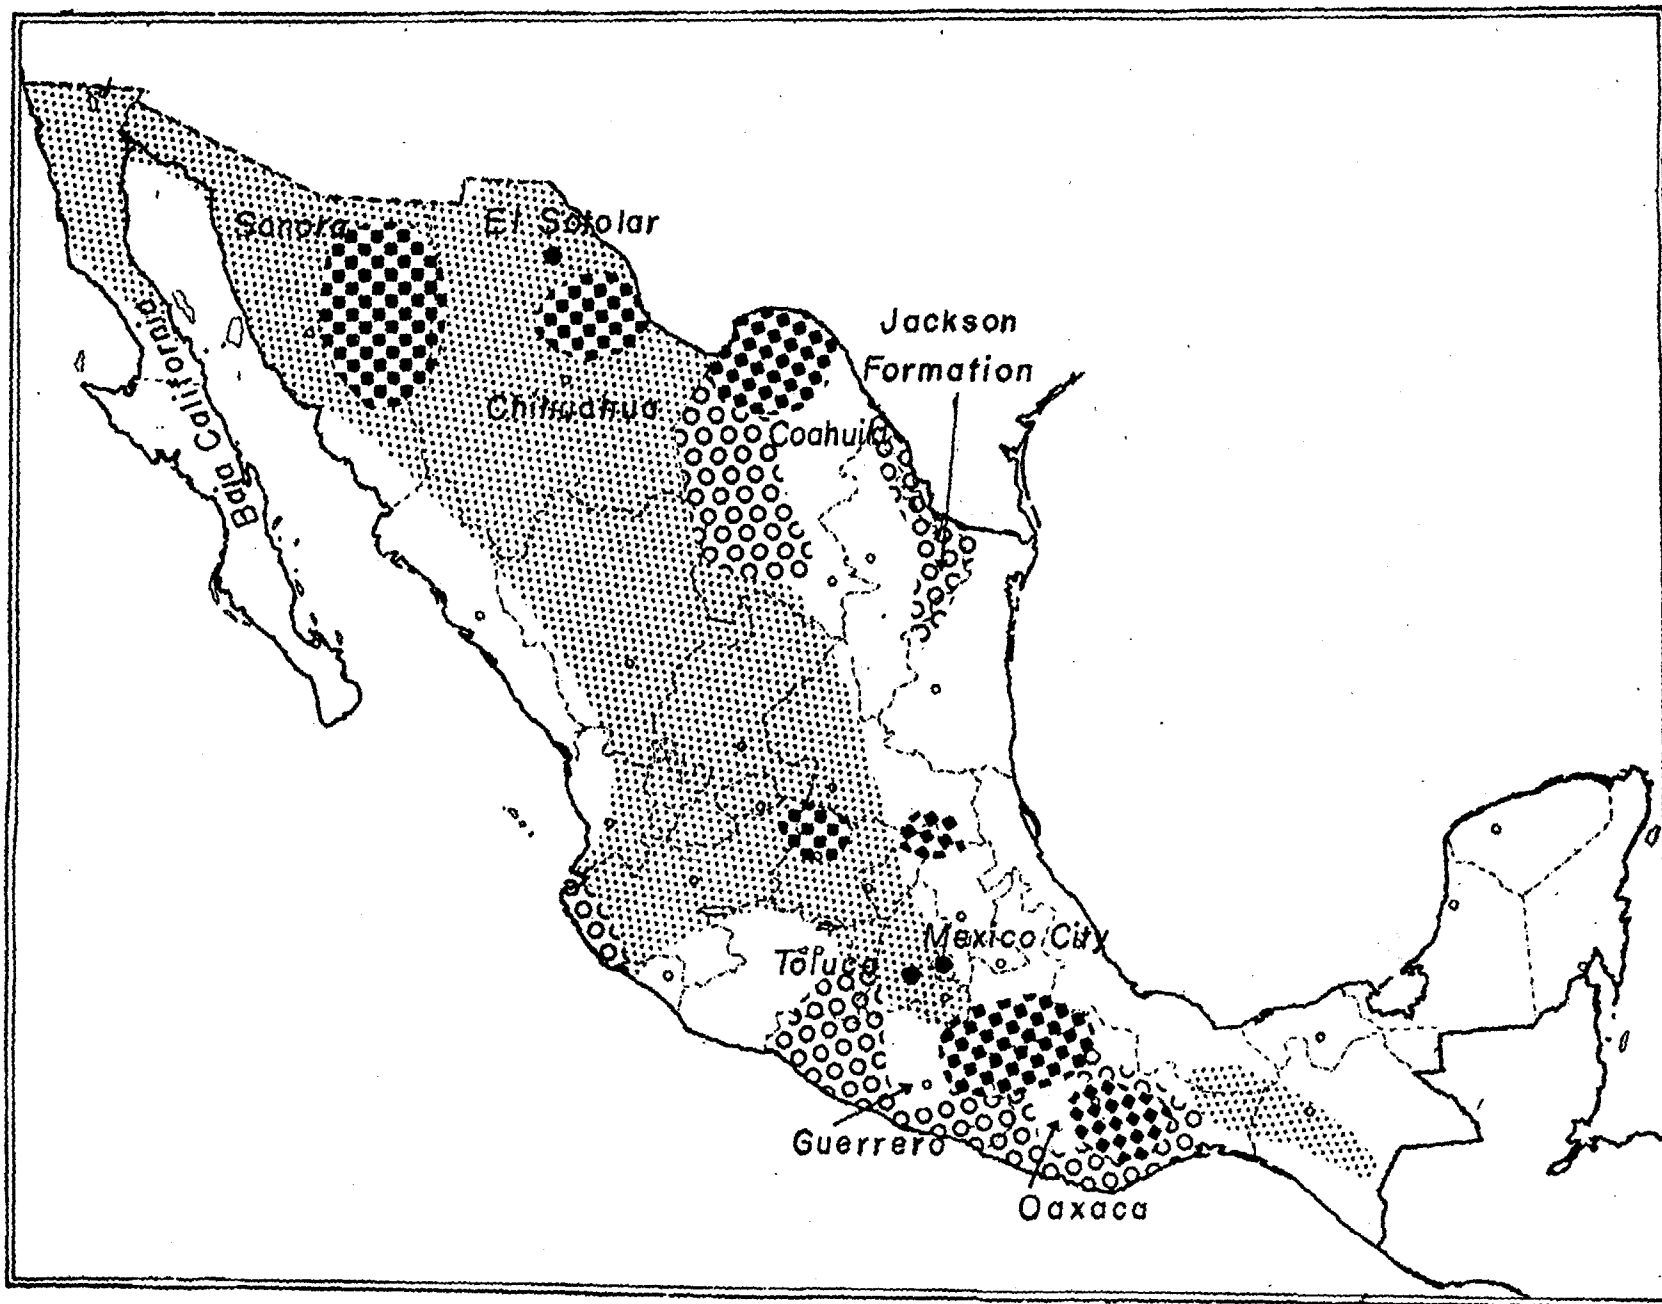 Sonora
El Sotolar
Jackson
Formation
Baja California
Chihuahua
Coahuila
Mexico City
Toluca
Guerrero
Oaxaca